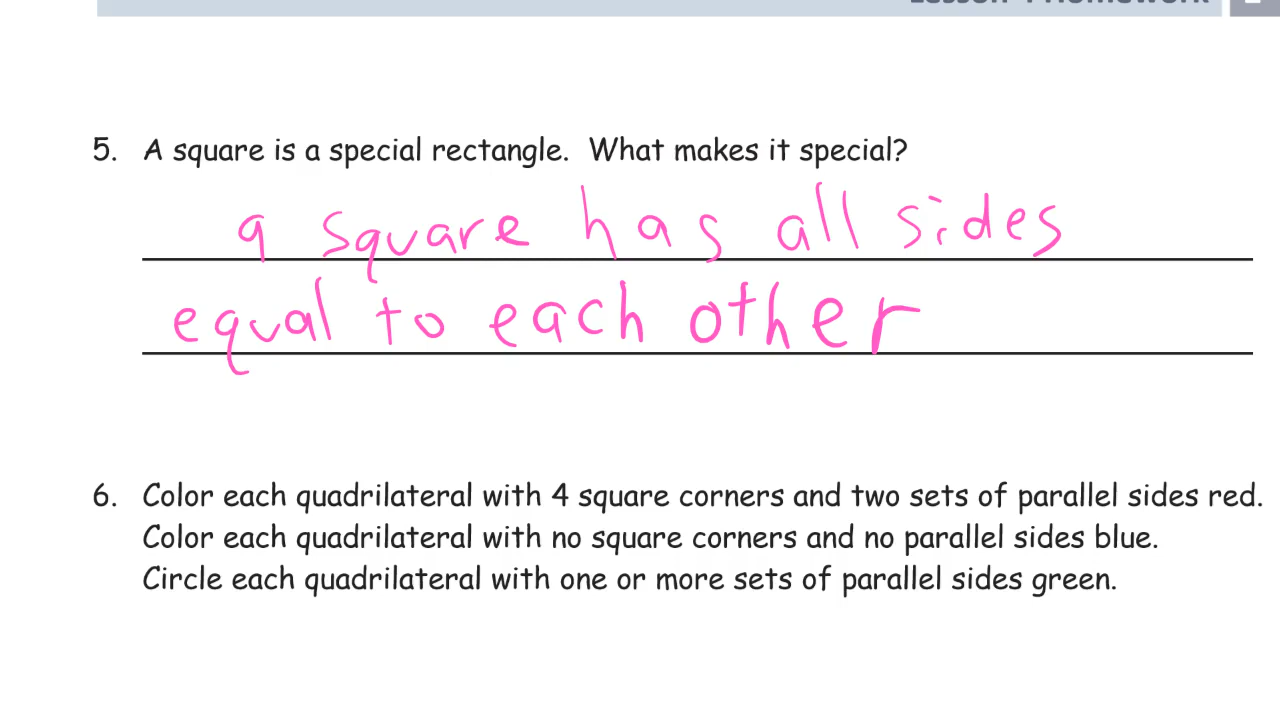 5. A square is a special rectangle. What makes it special?
a square has all sides
equal to each other
6. Color each quadrilateral with 4 square corners and two sets of parallel sides red.
Color each quadrilateral with no square corners and no parallel sides blue.
Circle each quadrilateral with one or more sets of parallel sides green.